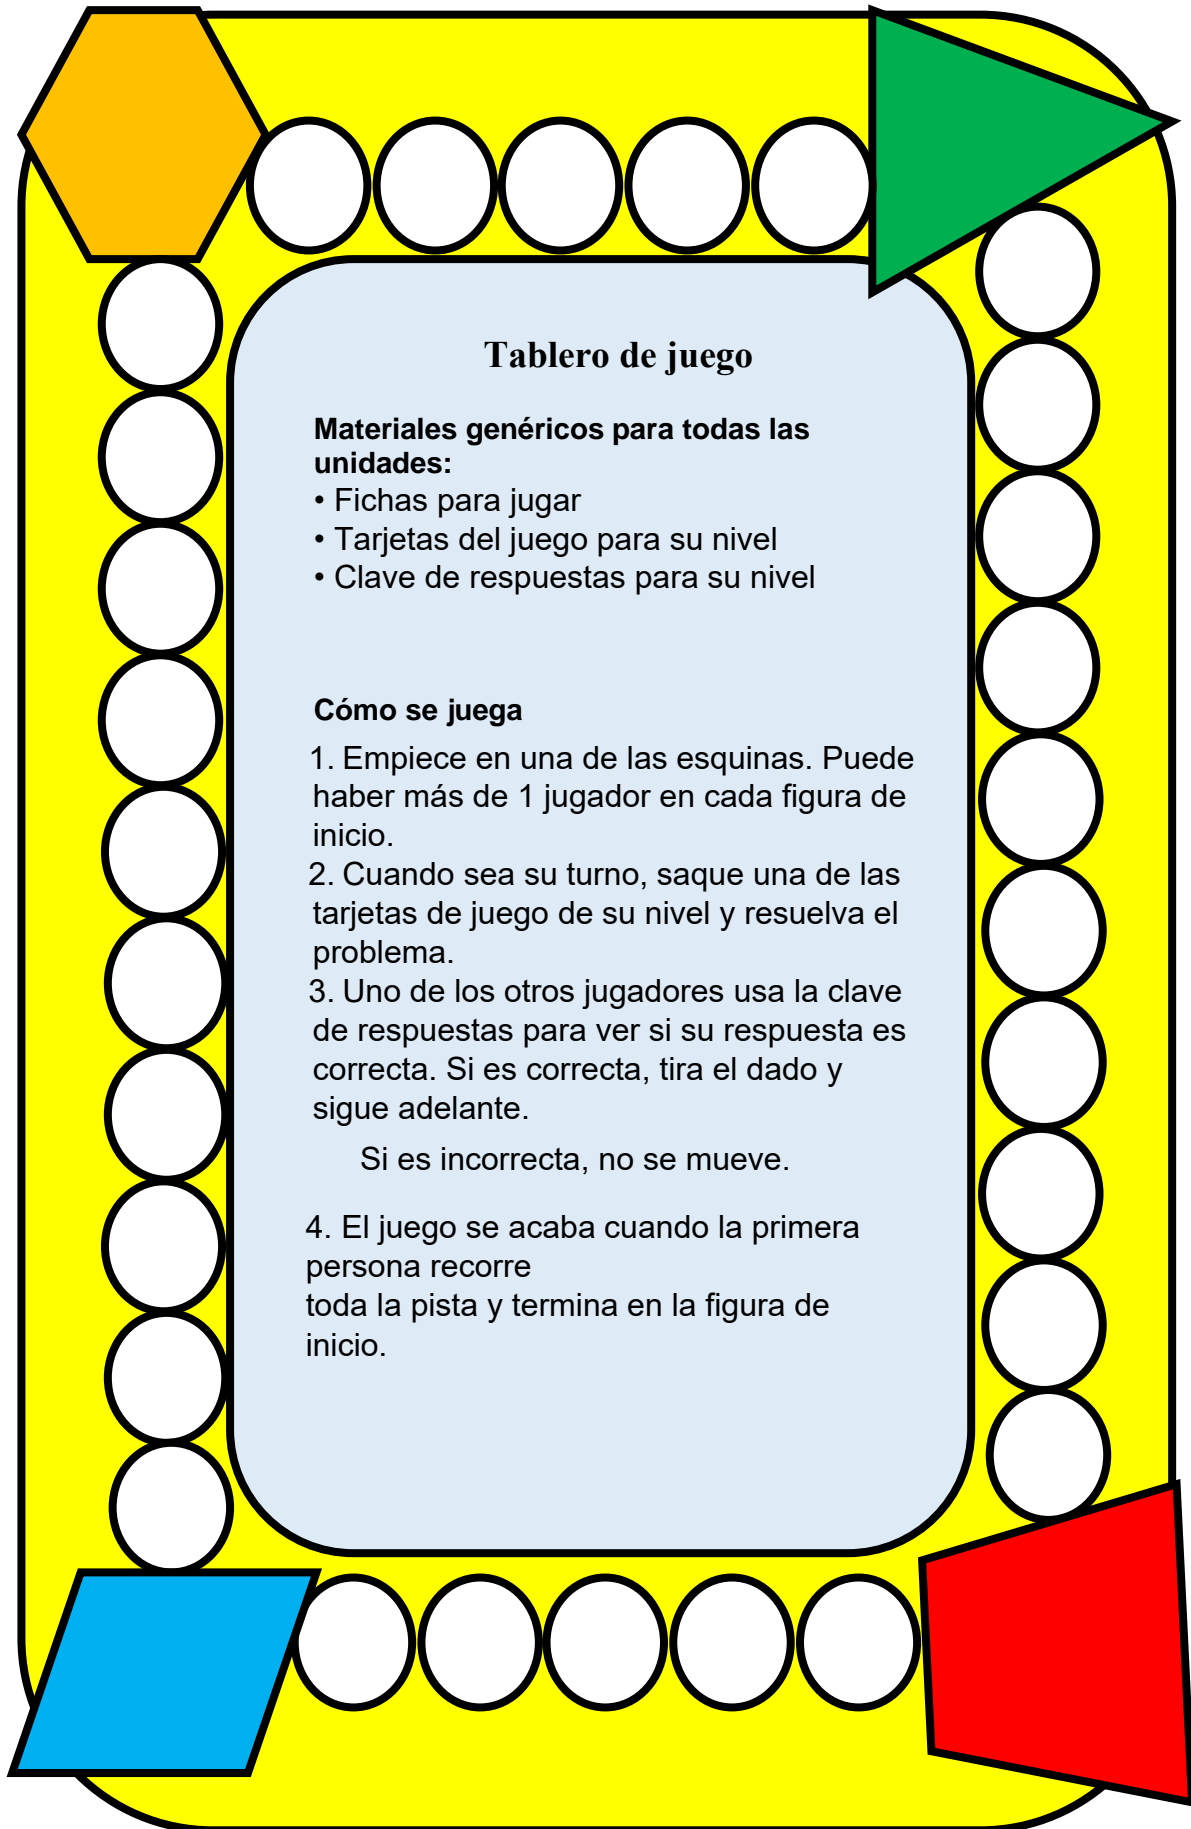 Tablero de juego
Materiales genéricos para todas las
unidades:
• Fichas para jugar
• Tarjetas del juego para su nivel
• Clave de respuestas para su nivel
Cómo se juega
1. Empiece en una de las esquinas. Puede
haber más de 1 jugador en cada figura de
inicio.
2. Cuando sea su turno, saque una de las
tarjetas de juego de su nivel y resuelva el
problema.
3. Uno de los otros jugadores usa la clave
de respuestas para ver si su respuesta es
correcta. Si es correcta, tira el dado y
sigue adelante.
Si es incorrecta, no se mueve.
4. El juego se acaba cuando la primera
persona recorre
toda la pista y termina en la figura de
inicio.